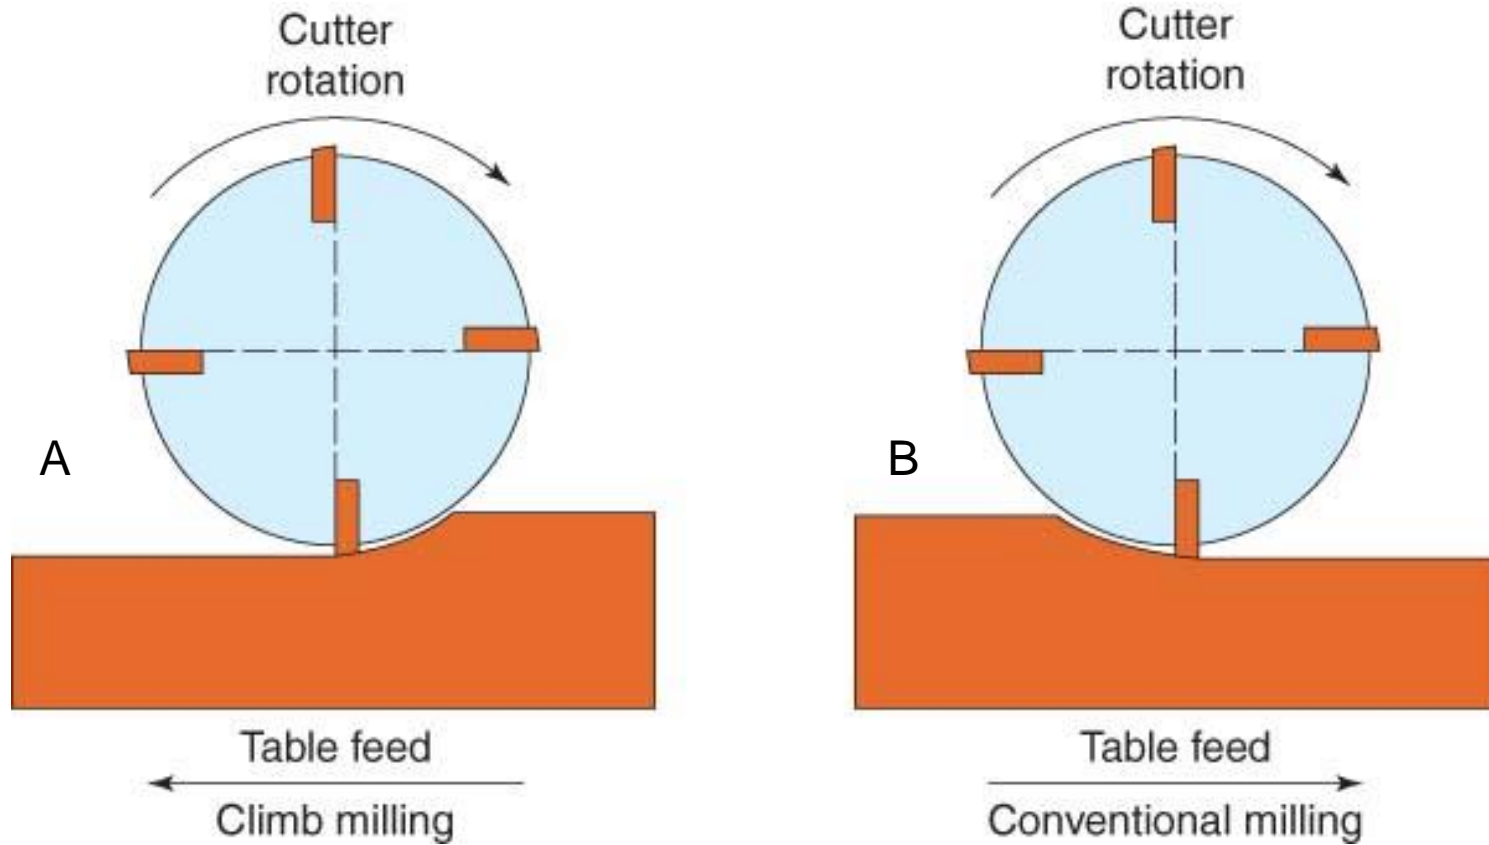 Cutter
rotation
A
Table feed
Climb milling
Cutter
rotation
B
Table feed
Conventional milling